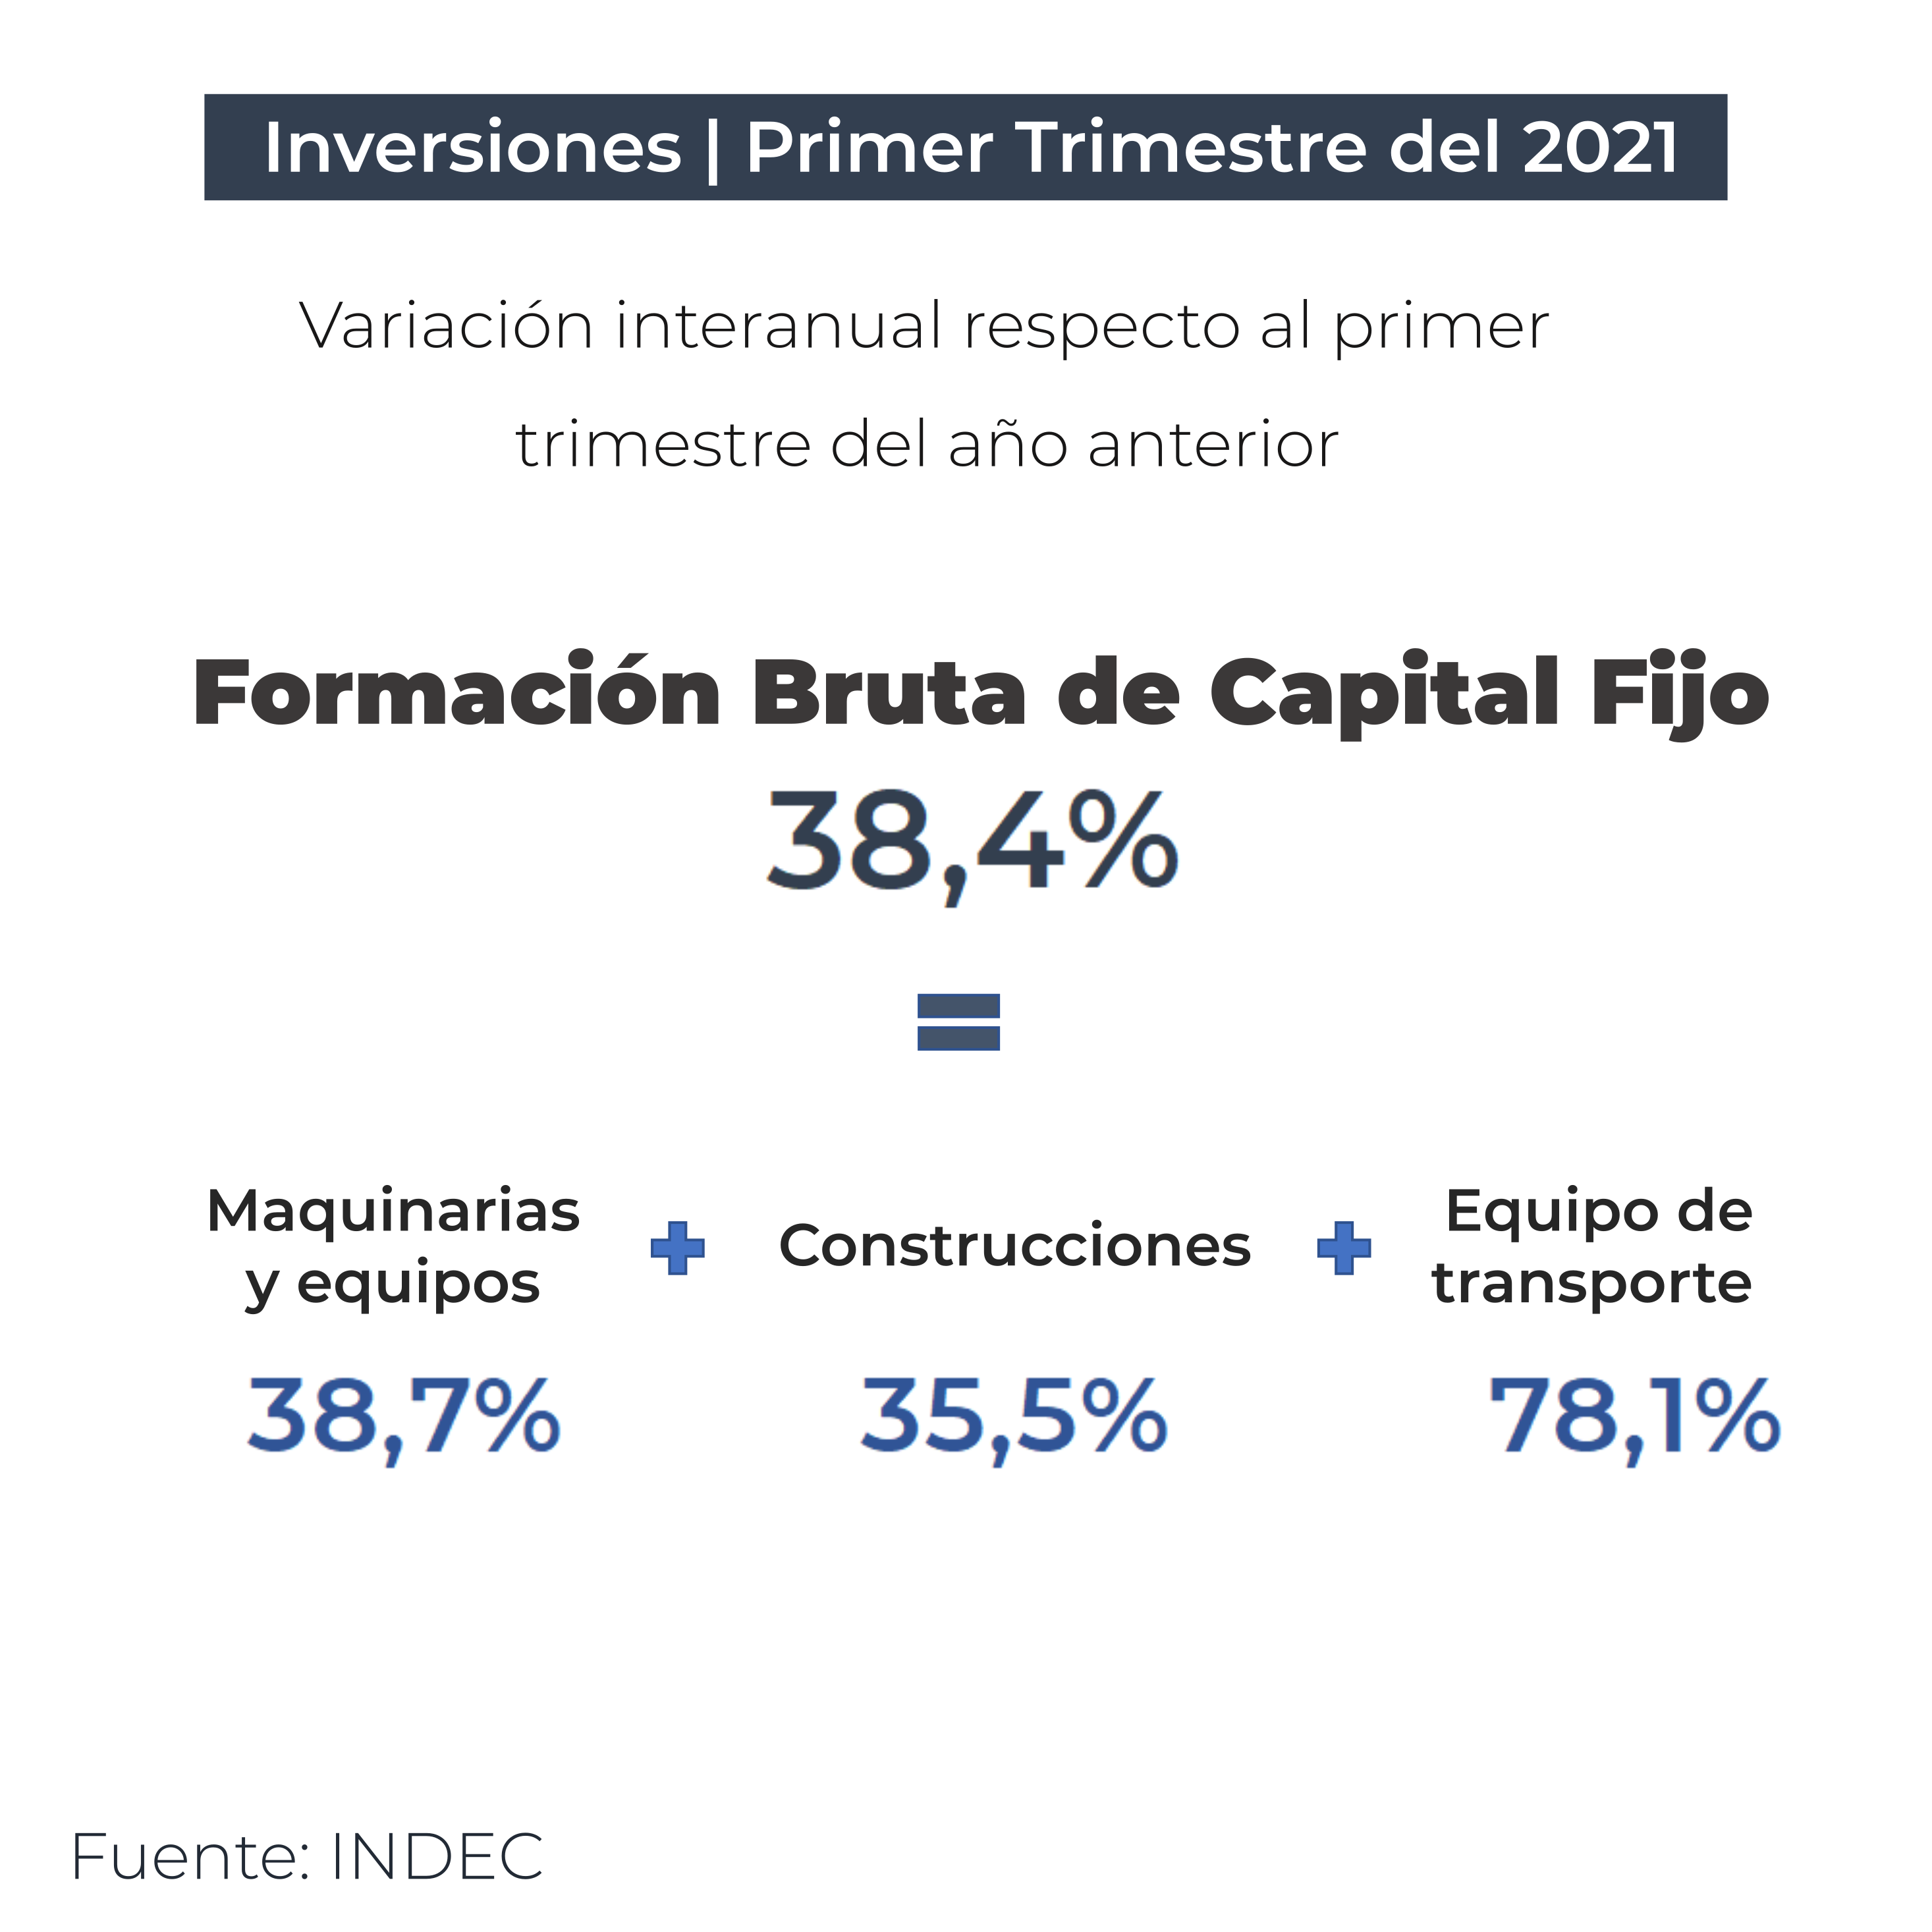 Inversiones | Primer Trimestre del 2021
Variación interanual respecto al primer
trimestre del año anterior
Formación Bruta de Capital Fijo
38,4%
=
Maquinarias
y equipos
+
Construcciones
+
Equipo de
transporte
38,7%
35,5%
78,1%
Fuente: INDEC